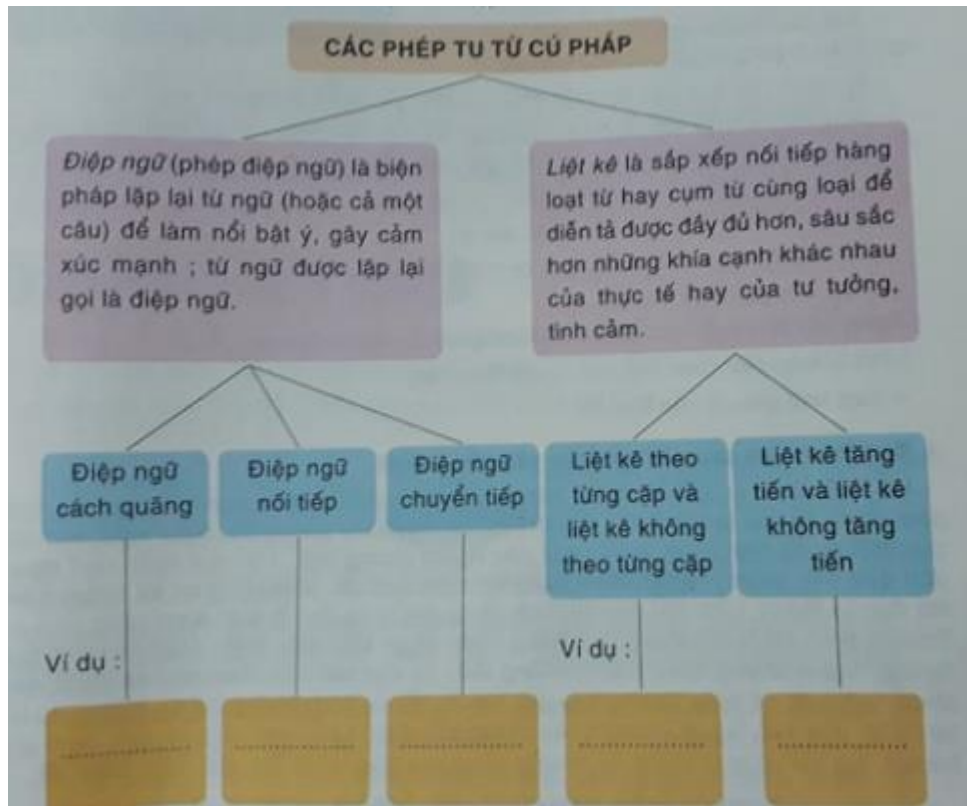 CÁC PHÉP TU TỪ CÚ PHÁP
Điệp ngữ (phép điệp ngữ) là biện
pháp lặp lại từ ngữ (hoặc cả một
câu) để làm nổi bật ý, gây cảm
xúc mạnh ; từ ngữ được lặp lại
gọi là điệp ngữ.
Liệt kê là sắp xếp nối tiếp hàng
loạt từ hay cụm từ cùng loại để
diễn tả được đầy đủ hơn, sâu sắc
hơn những khía cạnh khác nhau
của thực tế hay của tư tưởng,
tình cảm.
Điệp ngữ
cách quãng
Điệp ngữ
nối tiếp
Điệp ngữ
chuyển tiếp
Liệt kê theo
từng cặp và
liệt kê không
theo từng cặp
Liệt kê tăng
tiến và liệt kê
không tăng
tiến
Ví dụ :
Ví dụ :
....................
....................
....................
....................
....................